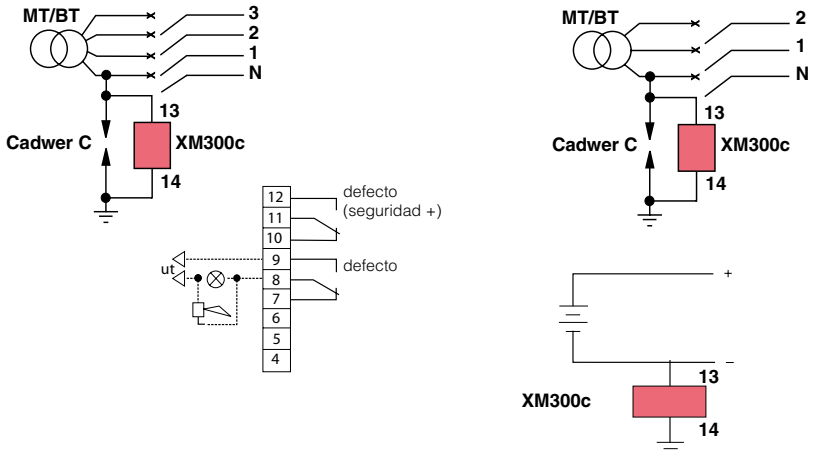 MT/BT
3
2
1
N
13
Cadwer C
XM300c
14
12
defecto
(seguridad +)
11
10
9
defecto
ut
8
7
6
5
4
MT/BT
2
1
N
13
Cadwer C
XM300c
14
+
–
13
XM300c
14